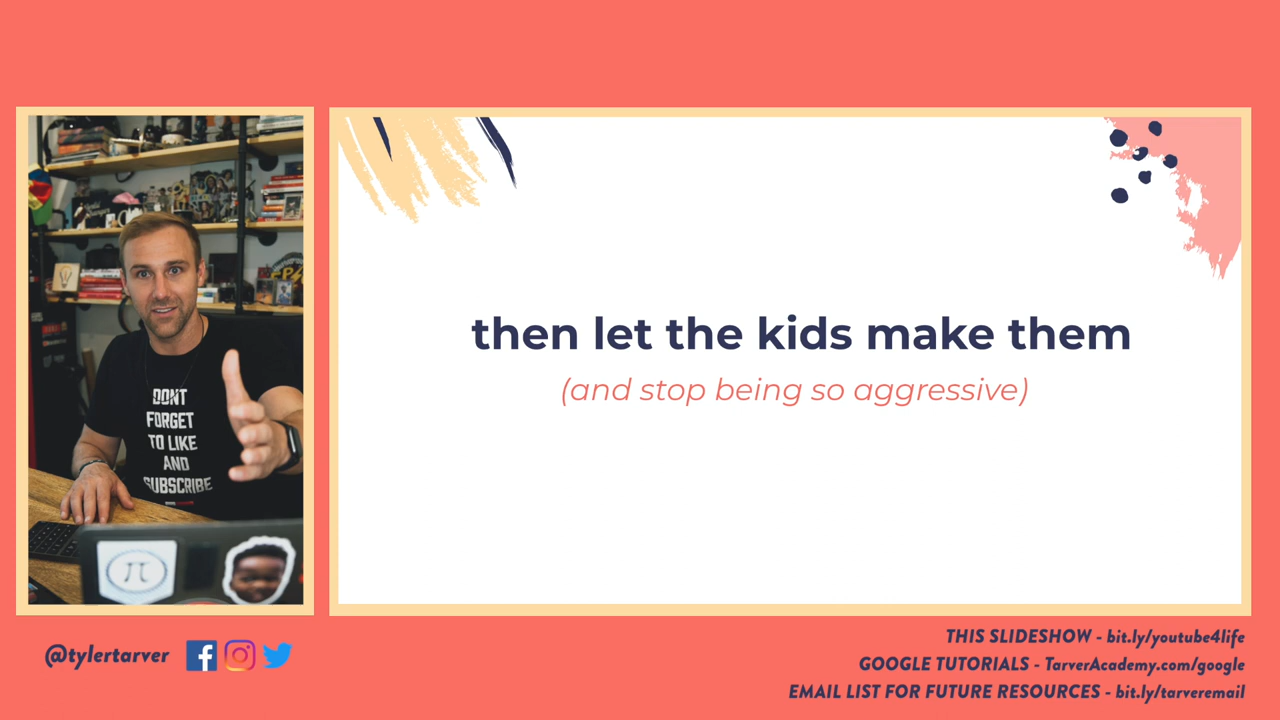 then let the kids make them
(and stop being so aggressive)
DONT
FORGET
TO LIKE
AND
SUBSCRIBE
π
@tylertarver
THIS SLIDESHOW - bit.ly/youtube4life
GOOGLE TUTORIALS - TarverAcademy.com/google
EMAIL LIST FOR FUTURE RESOURCES - bit.ly/tarveremail